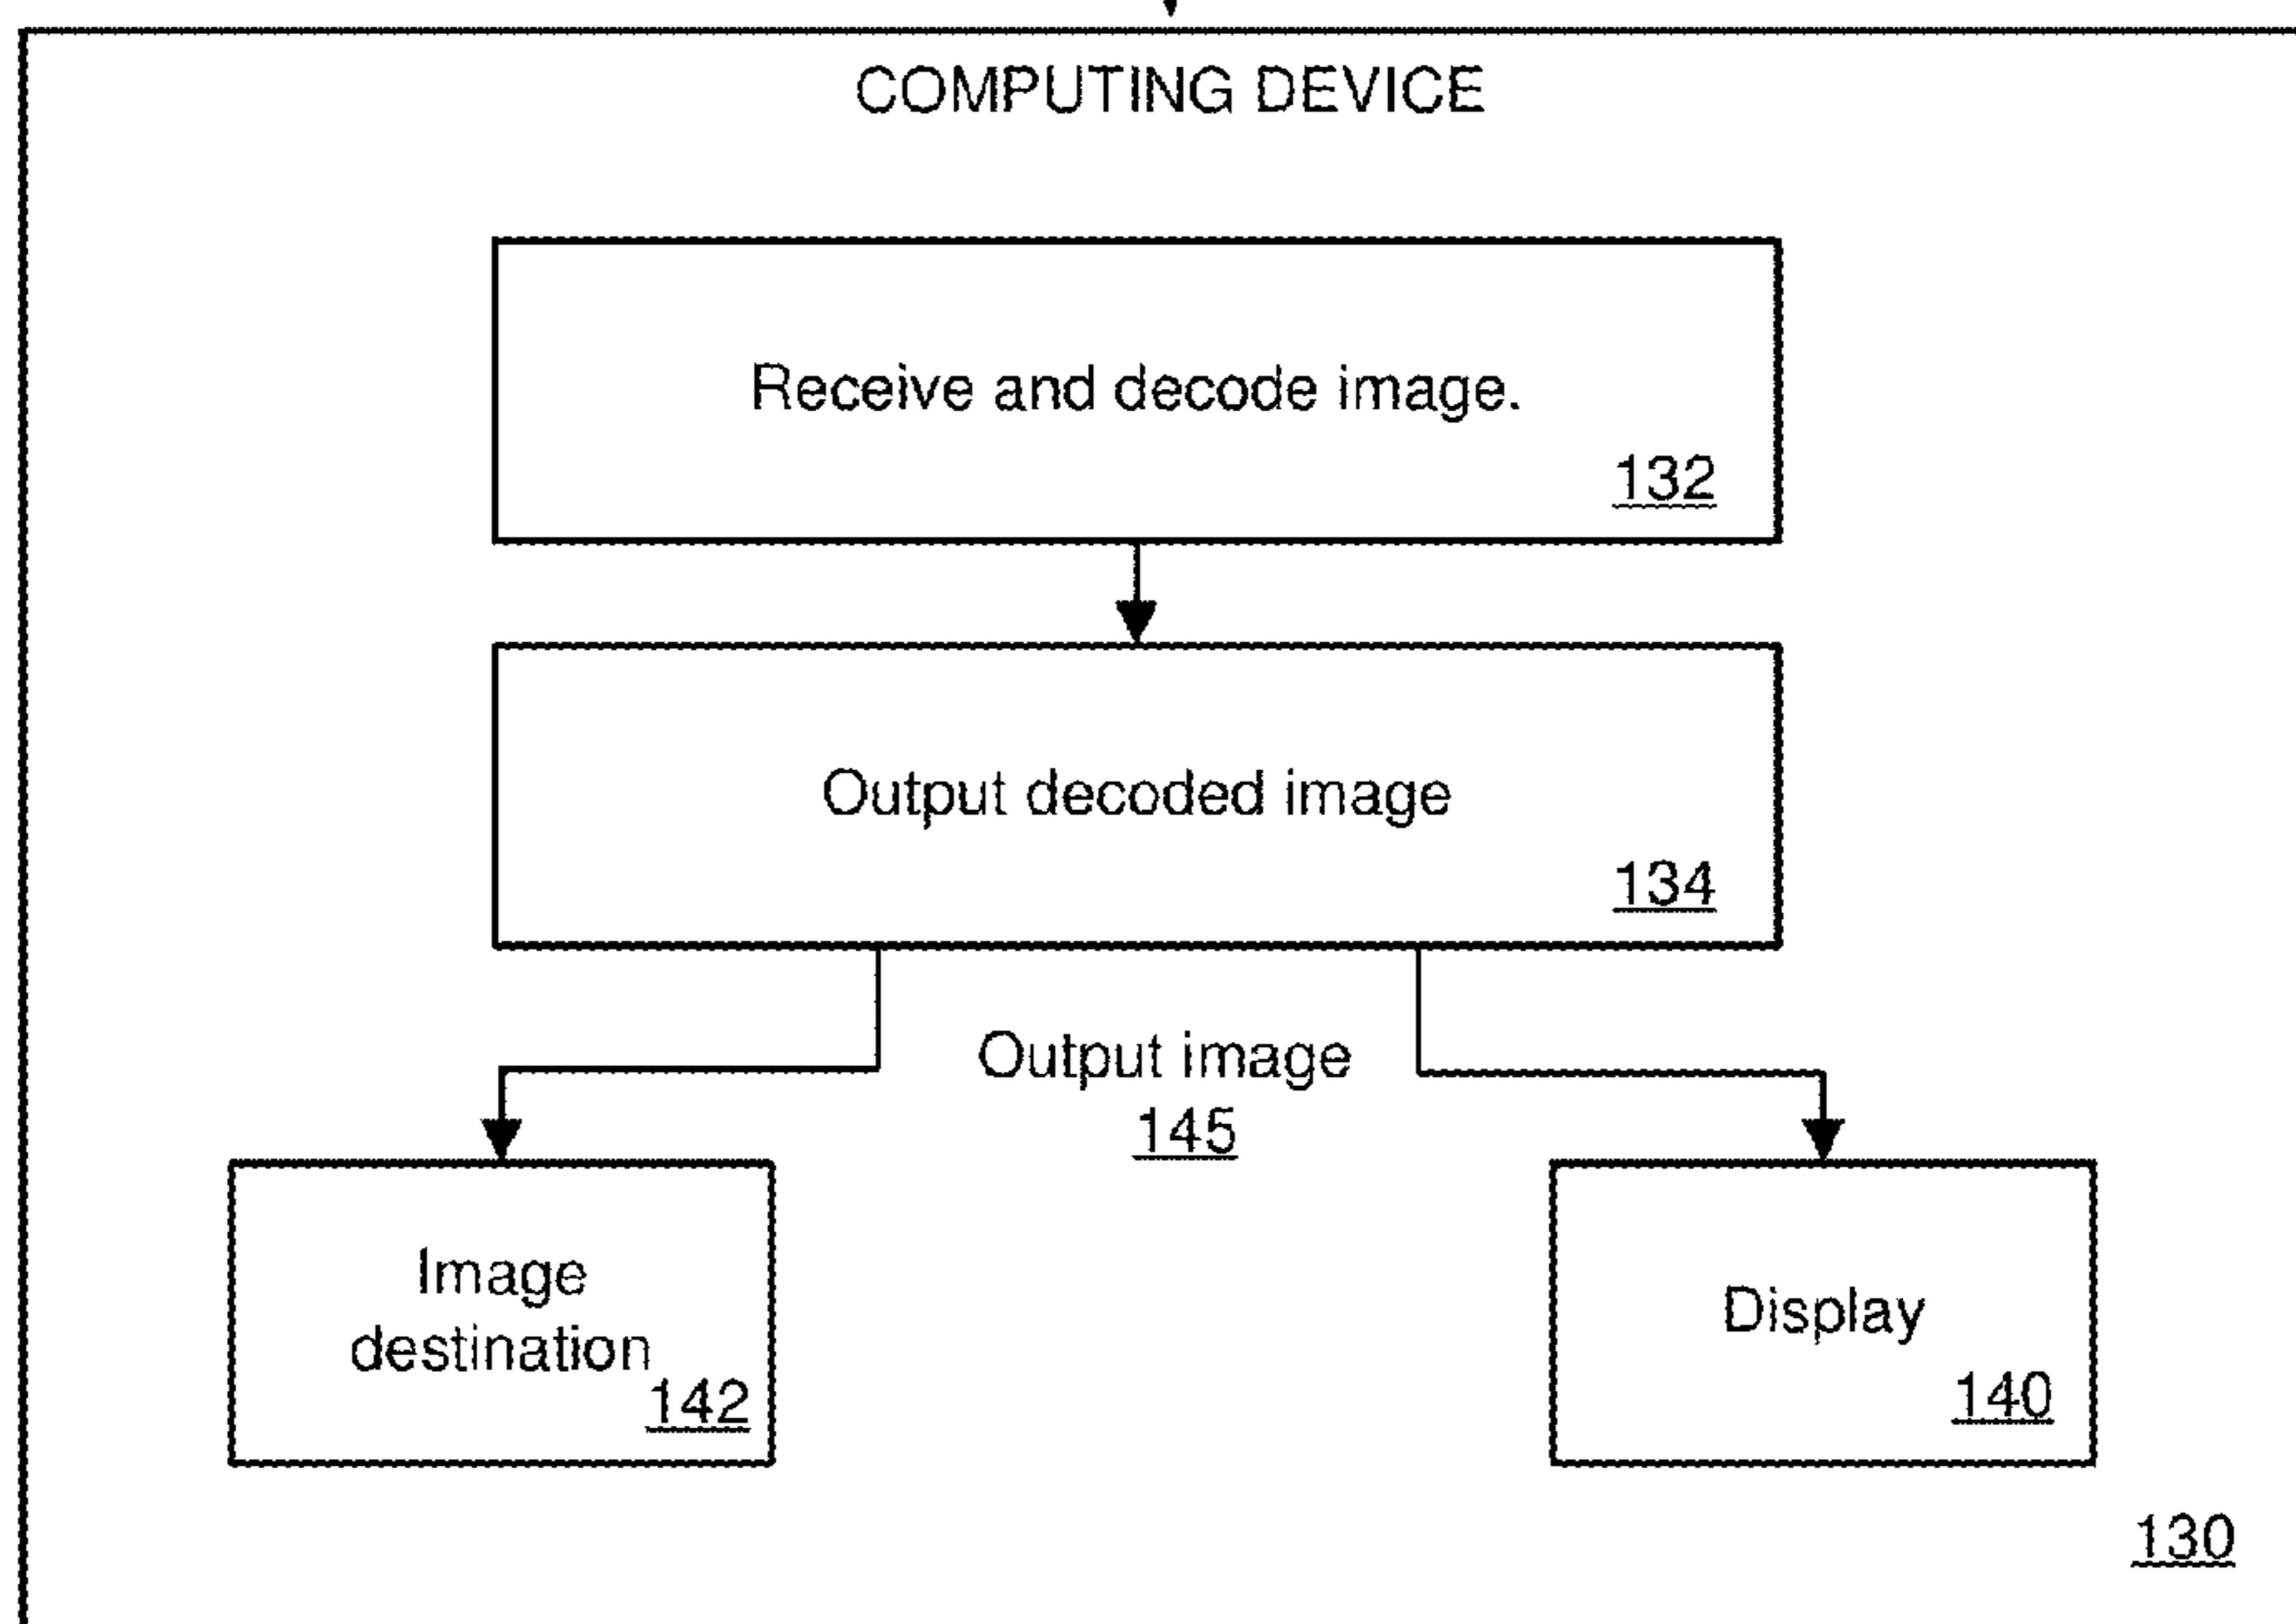 COMPUTING DEVICE
Receive and decode image.
132
Output decoded image
134
Output image
145
Image
destination
142
Display
140
130